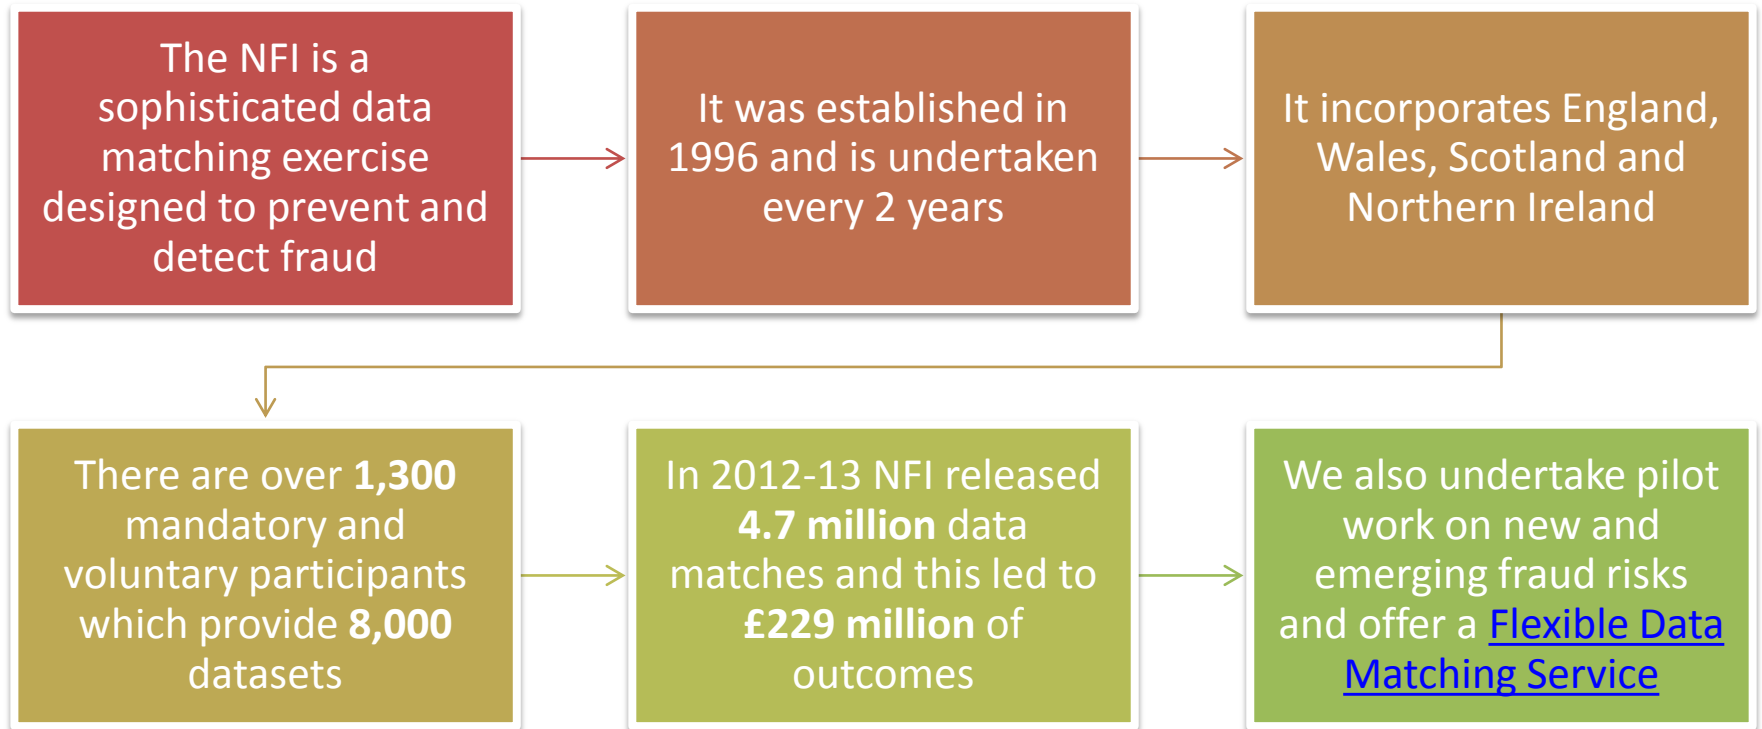 The NFI is a
sophisticated data
matching exercise
designed to prevent and
detect fraud
It was established in
1996 and is undertaken
every 2 years
It incorporates England,
Wales, Scotland and
Northern Ireland
There are over 1,300
mandatory and
voluntary participants
which provide 8,000
datasets
In 2012-13 NFI released
4.7 million data
matches and this led to
£229 million of
outcomes
We also undertake pilot
work on new and
emerging fraud risks
and offer a Flexible Data
Matching Service